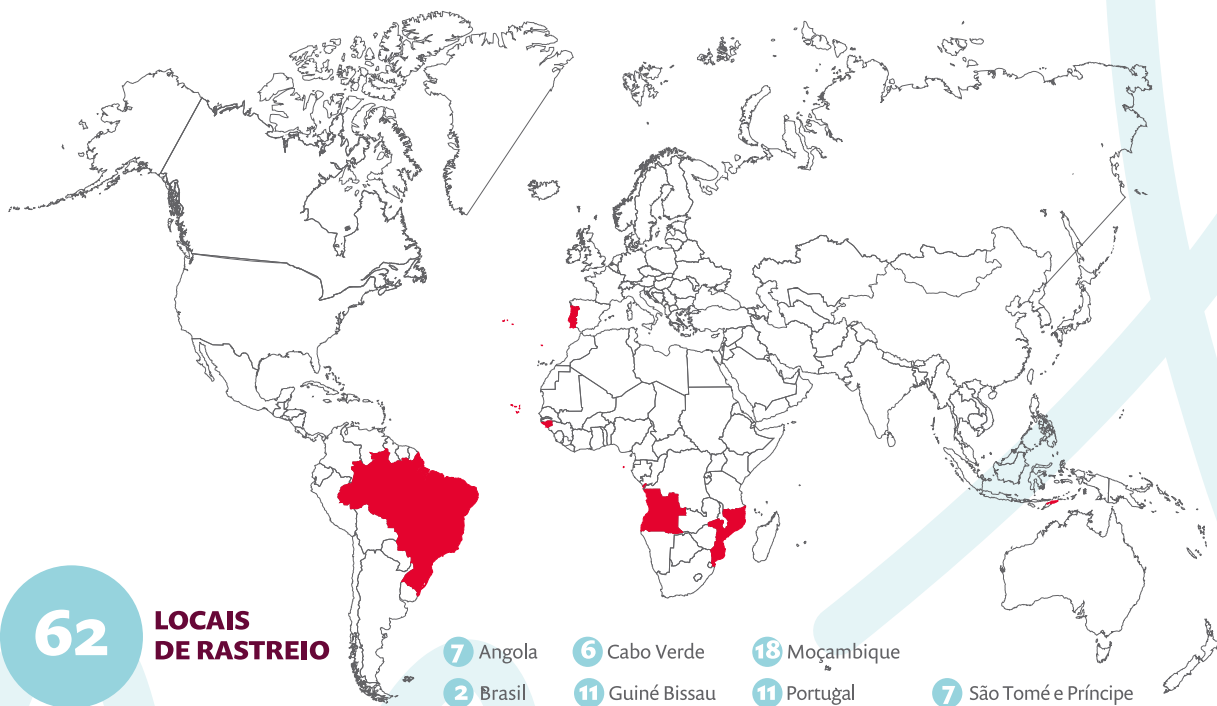 62
LOCAIS
DE RASTREIO
7 Angola
6 Cabo Verde
18 Moçambique
2 Brasil
11 Guiné Bissau
11 Portugal
7 São Tomé e Príncipe